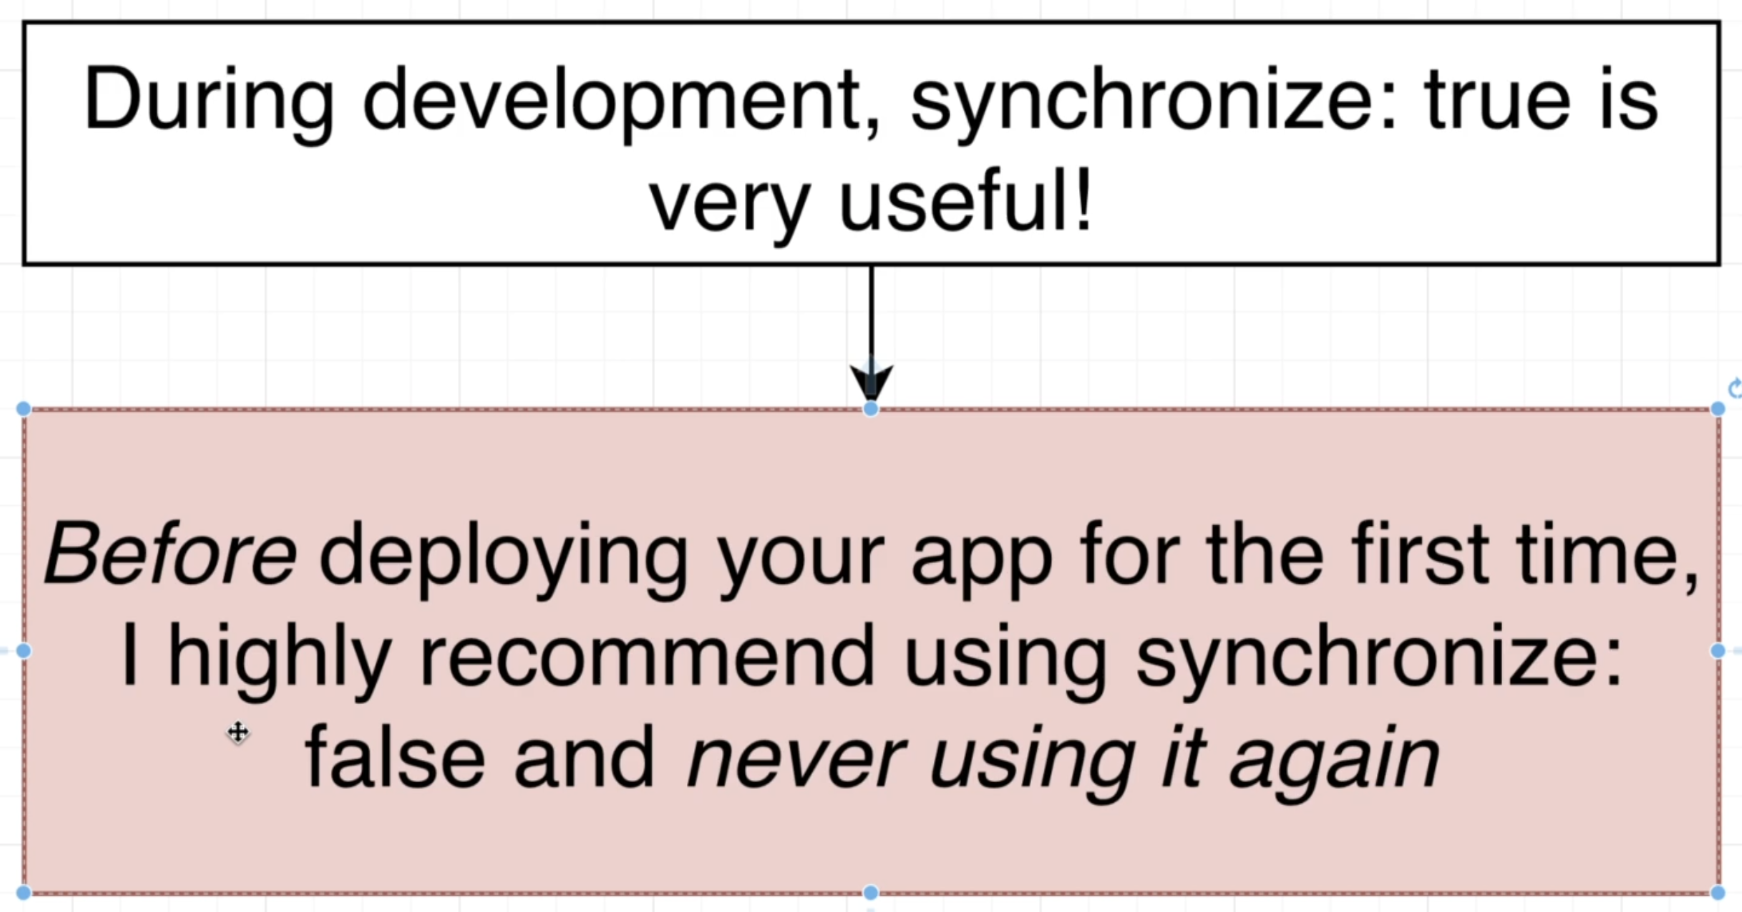 During development, synchronize: true is
very useful!
Before deploying your app for the first time,
I highly recommend using synchronize:
false and never using it again